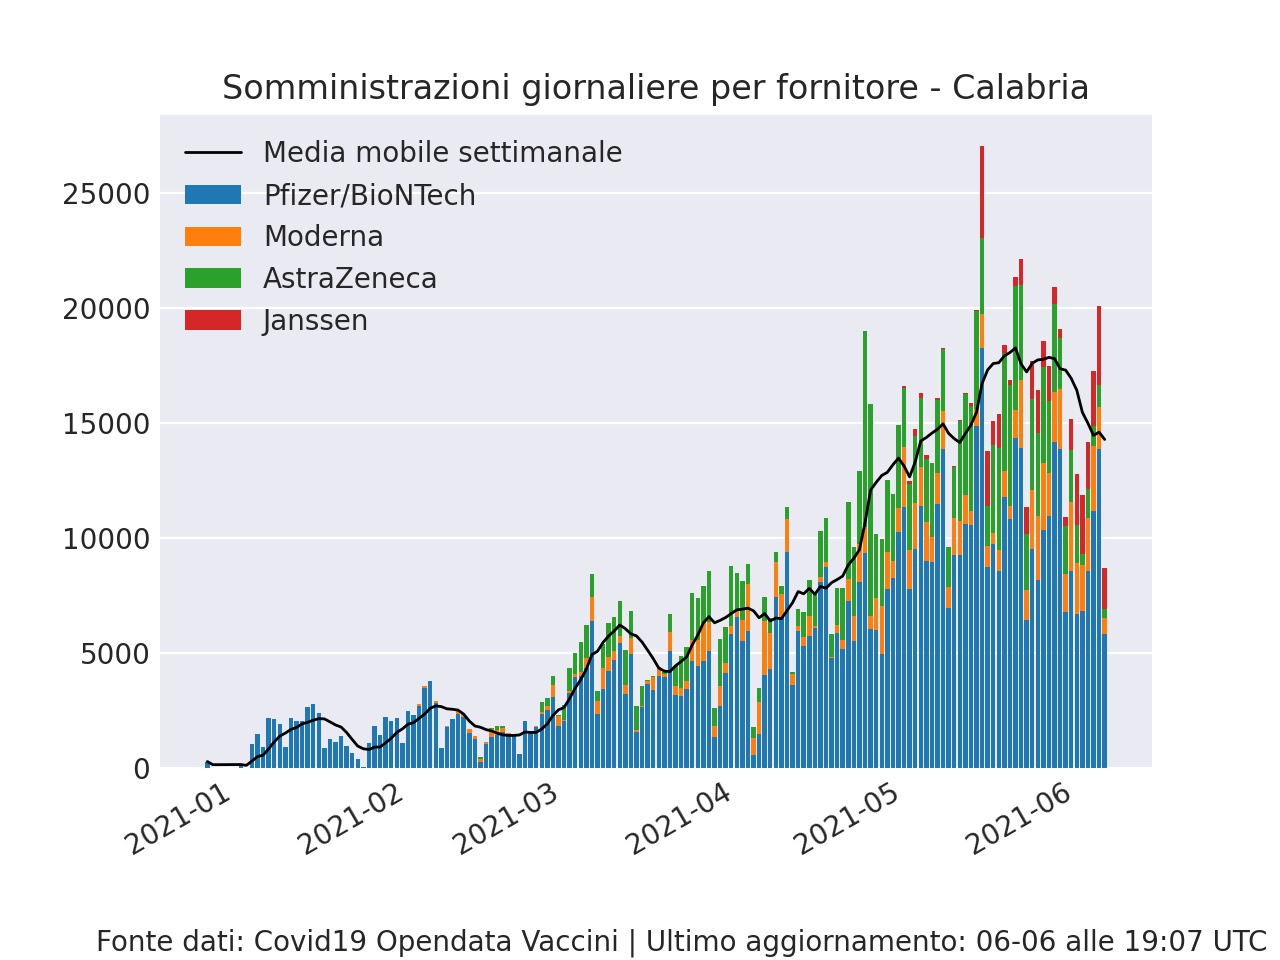 Somministrazioni giornaliere per fornitore - Calabria
Media mobile settimanale
Pfizer/BioNTech
Moderna
AstraZeneca
Janssen
25000
20000
15000
10000
5000
0
2021-01
2021-02
2021-03
2021-04
2021-05
2021-06
Fonte dati: Covid19 Opendata Vaccini | Ultimo aggiornamento: 06-06 alle 19:07 UTC